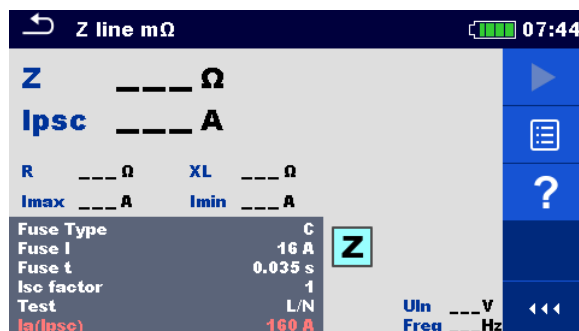 Z line mΩ 07:44
Z ___ Ω
Ipsc ___ A
R ___ Ω XL ___ Ω
Imax ___ A Imin ___ A
Fuse Type C
Fuse I 16 A
Fuse t 0.035 s
Isc factor 1
Test L/N
Ia(Ipsc) 160 A
Z
Uln ___ V
Freq ___ Hz
?